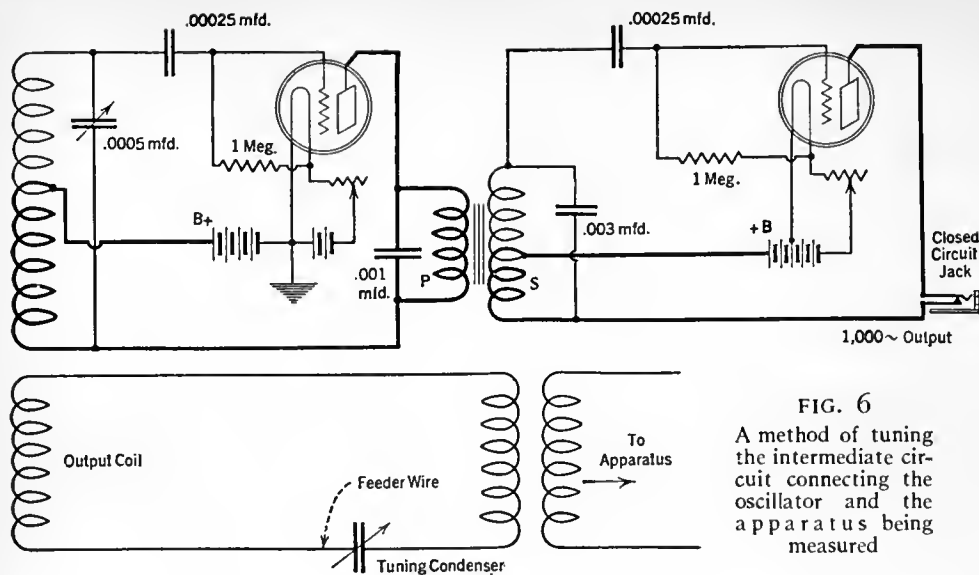 .00025 mfd.
.00025 mfd.
.0005 mfd.
1 Meg.
1 Meg.
B+
.003 mfd.
+B
.001
mfd.
P
S
Closed
Circuit
Jack
1,000~ Output
Output Coil
Feeder Wire
Tuning Condenser
To
Apparatus
FIG. 6
A method of tuning
the intermediate cir-
cuit connecting the
oscillator and the
apparatus being
measured